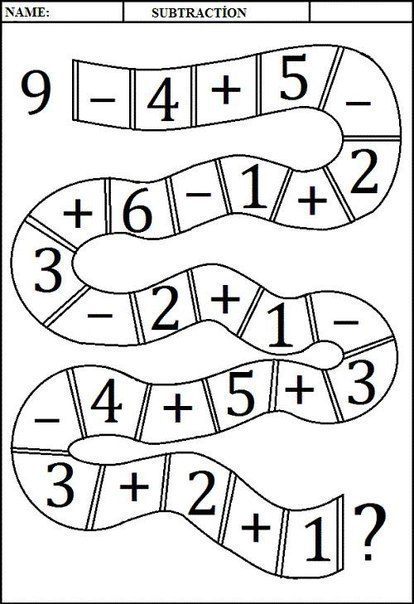 NAME: SUBTRACTİON
9 − 4 + 5 −
+ 6 − 1 + 2
3 − 2 + 1 −
− 4 + 5 + 3
3 + 2 + 1 ?